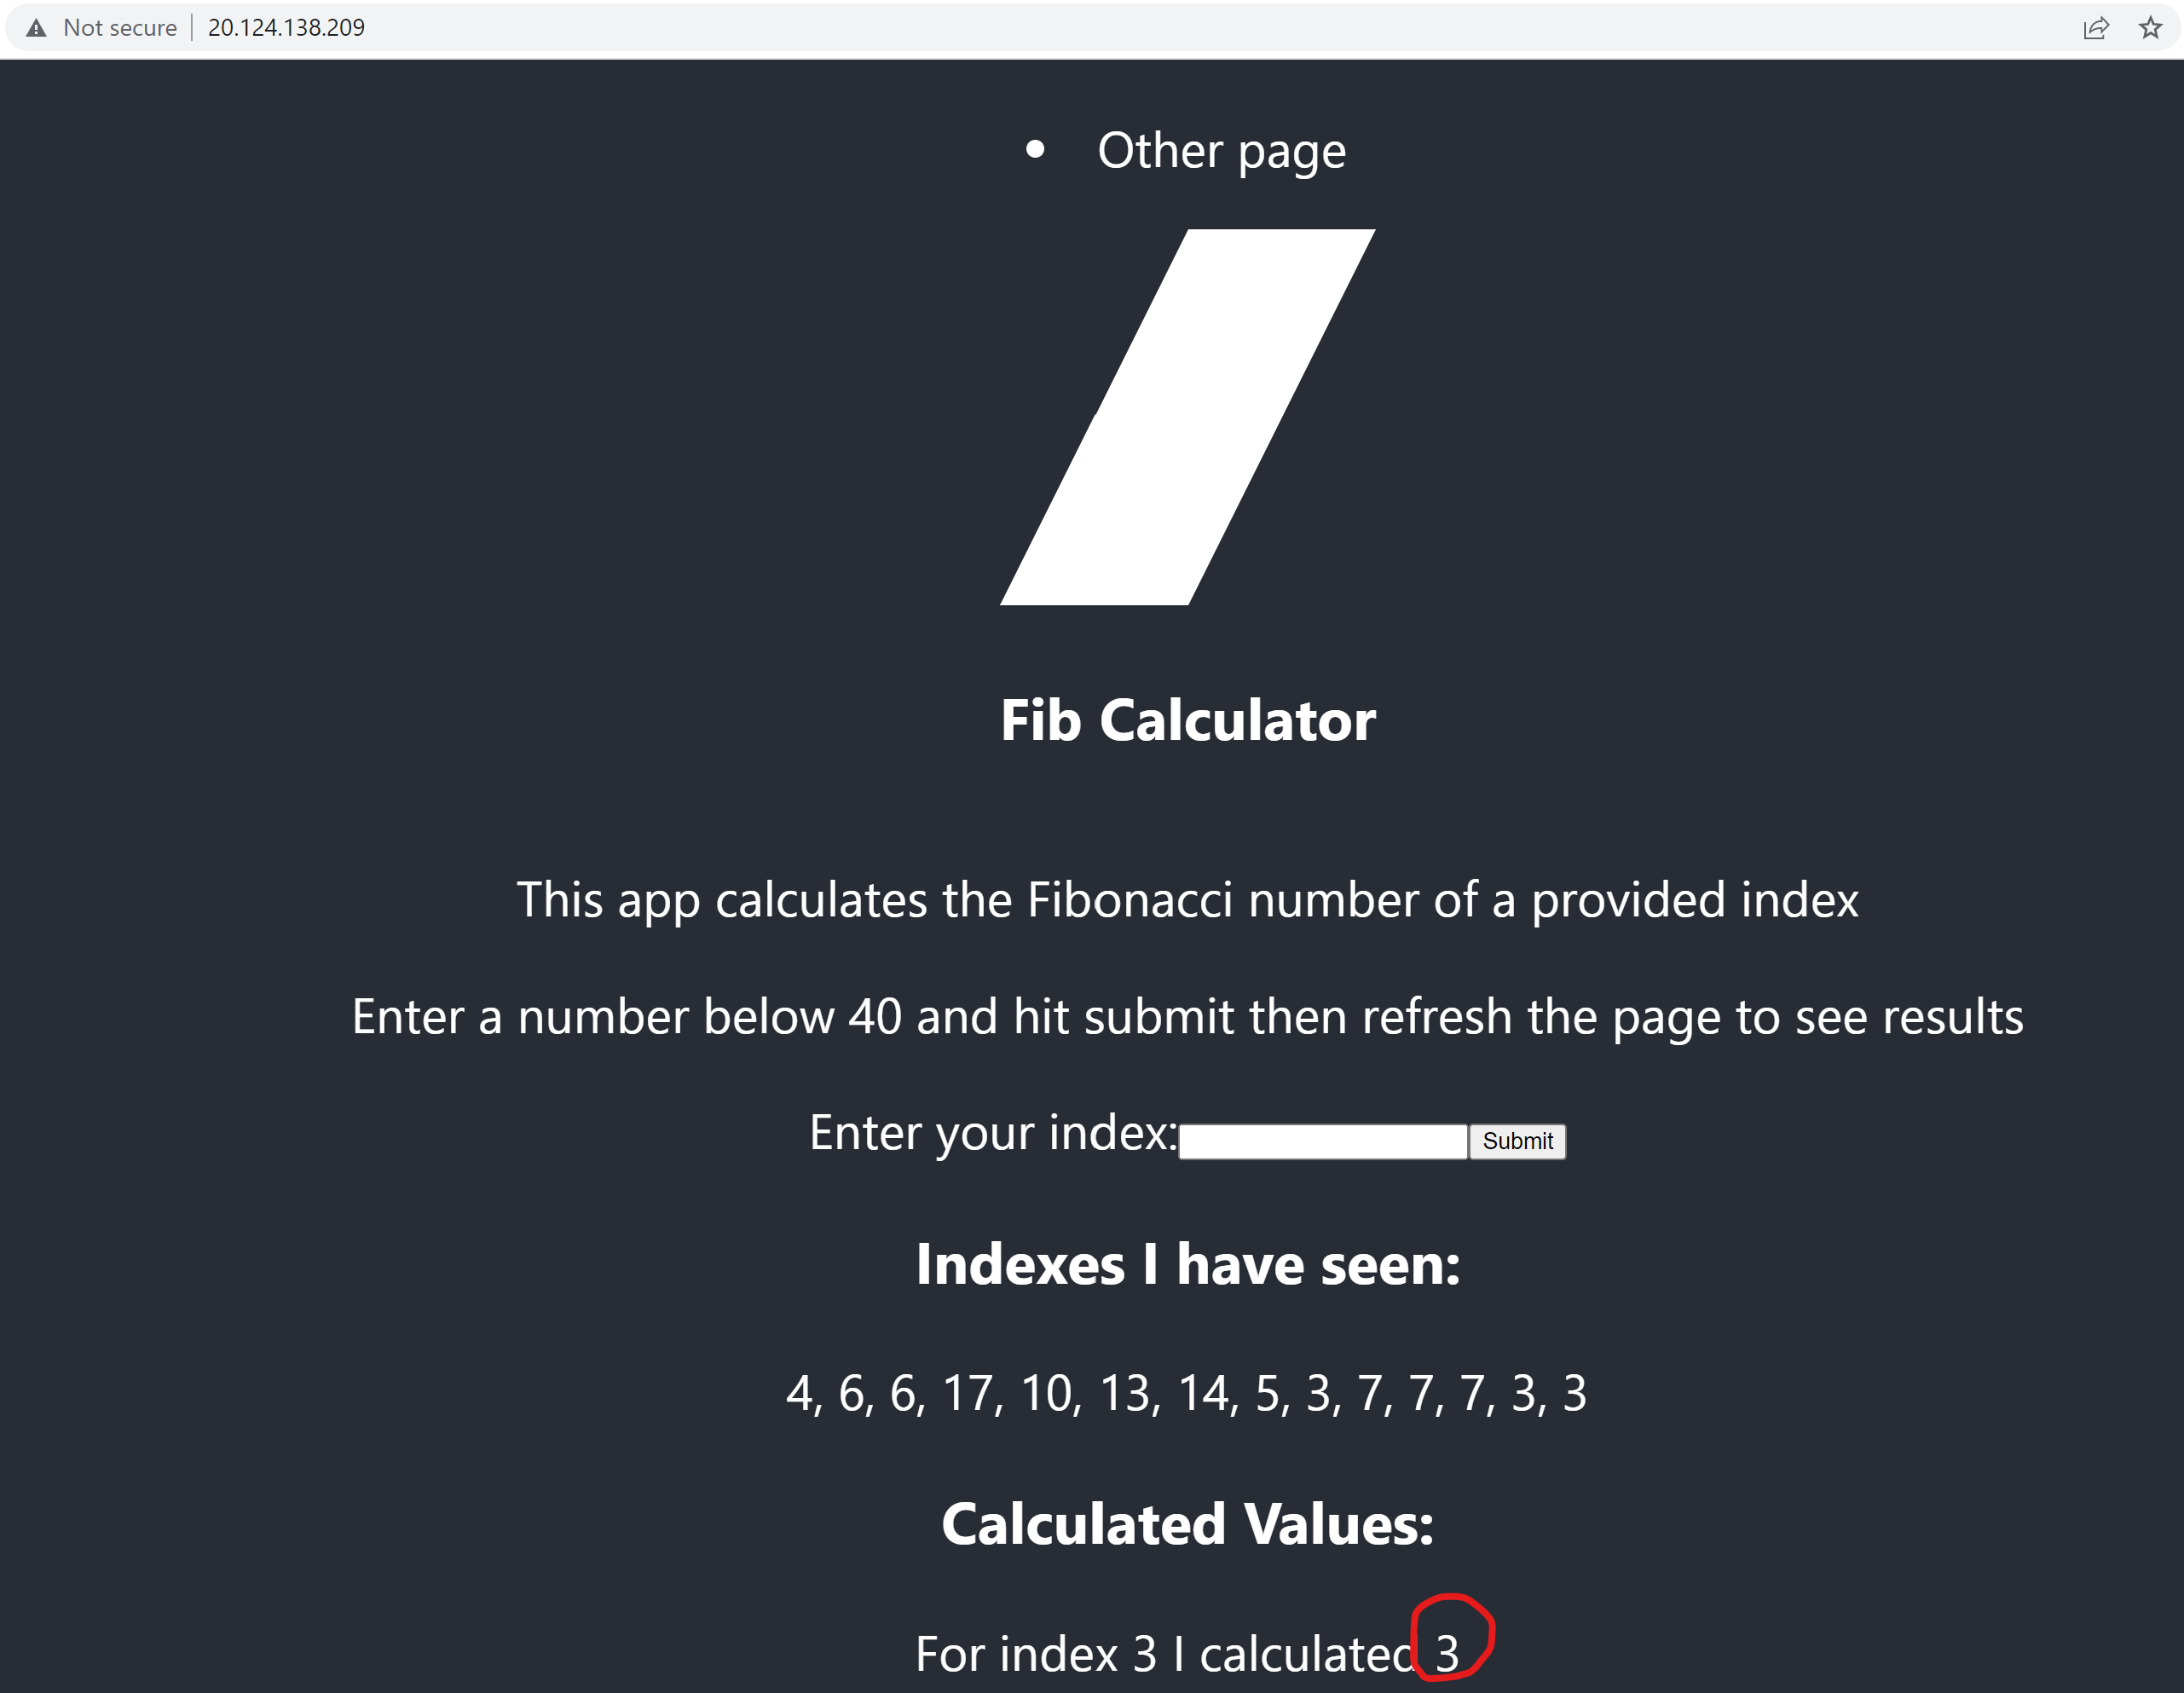 Not secure 20.124.138.209
Other page
Fib Calculator
This app calculates the Fibonacci number of a provided index
Enter a number below 40 and hit submit then refresh the page to see results
Enter your index: Submit
Indexes I have seen:
4, 6, 6, 17, 10, 13, 14, 5, 3, 7, 7, 7, 3, 3
Calculated Values:
For index 3 I calculated 3